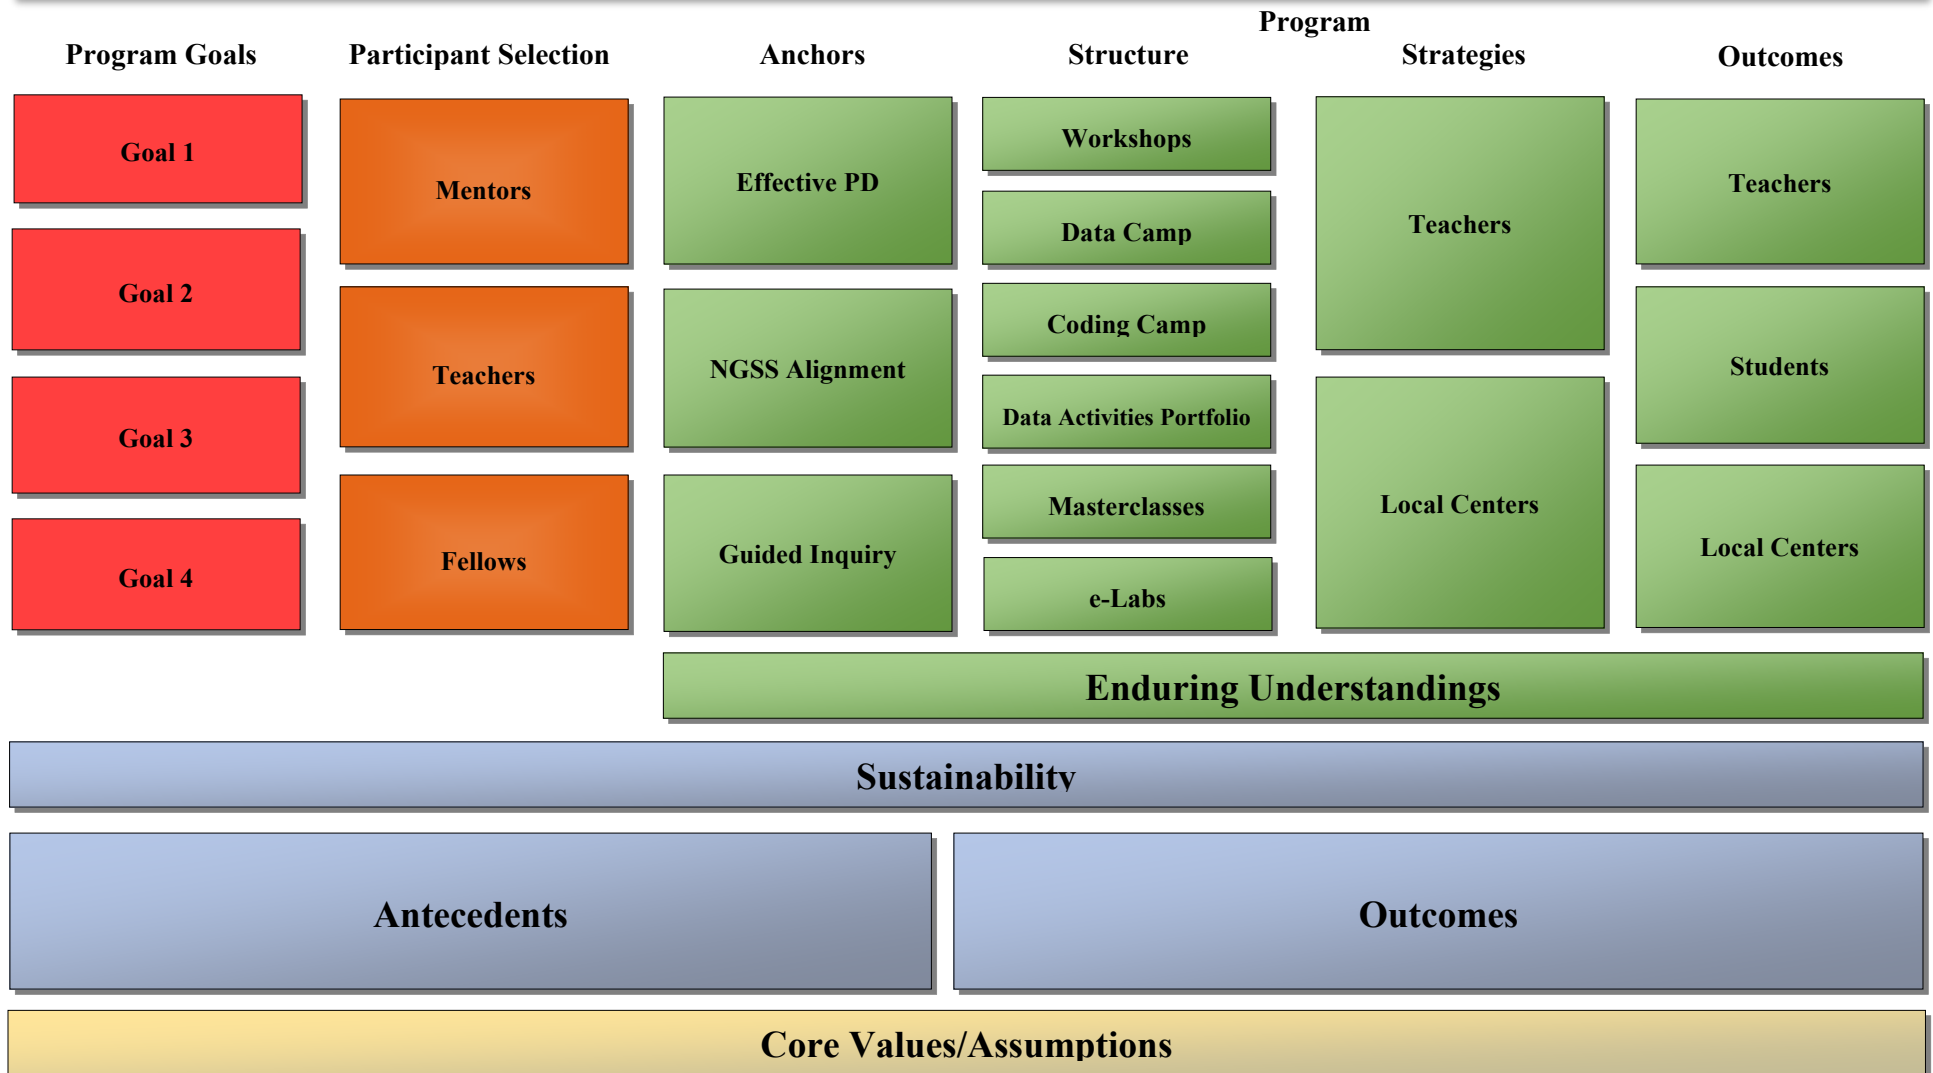 Program
Program Goals
Participant Selection
Anchors
Structure
Strategies
Outcomes
Goal 1
Goal 2
Goal 3
Goal 4
Mentors
Teachers
Fellows
Effective PD
NGSS Alignment
Guided Inquiry
Workshops
Data Camp
Coding Camp
Data Activities Portfolio
Masterclasses
e-Labs
Teachers
Local Centers
Teachers
Students
Local Centers
Enduring Understandings
Sustainability
Antecedents
Outcomes
Core Values/Assumptions